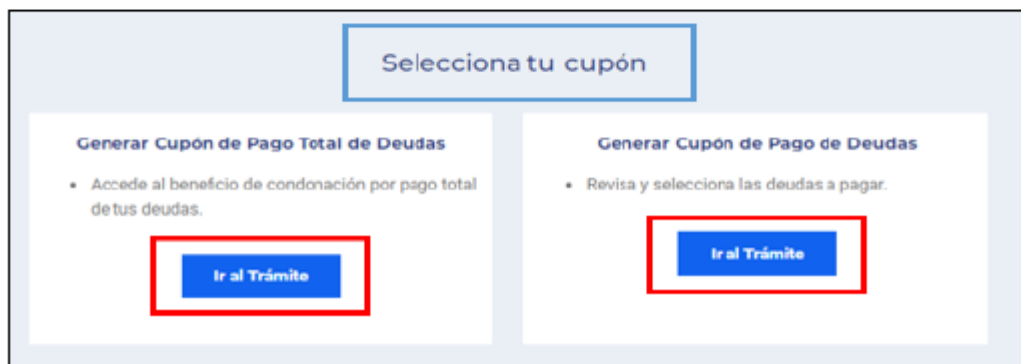 Selecciona tu cupón
Generar Cupón de Pago Total de Deudas
• Accede al beneficio de condonación por pago total
de tus deudas.
Ir al Trámite
Generar Cupón de Pago de Deudas
• Revisa y selecciona las deudas a pagar.
Ir al Trámite